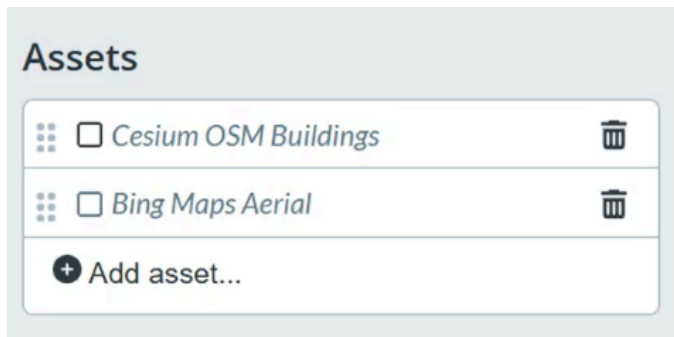 Assets
Cesium OSM Buildings
Bing Maps Aerial
Add asset...